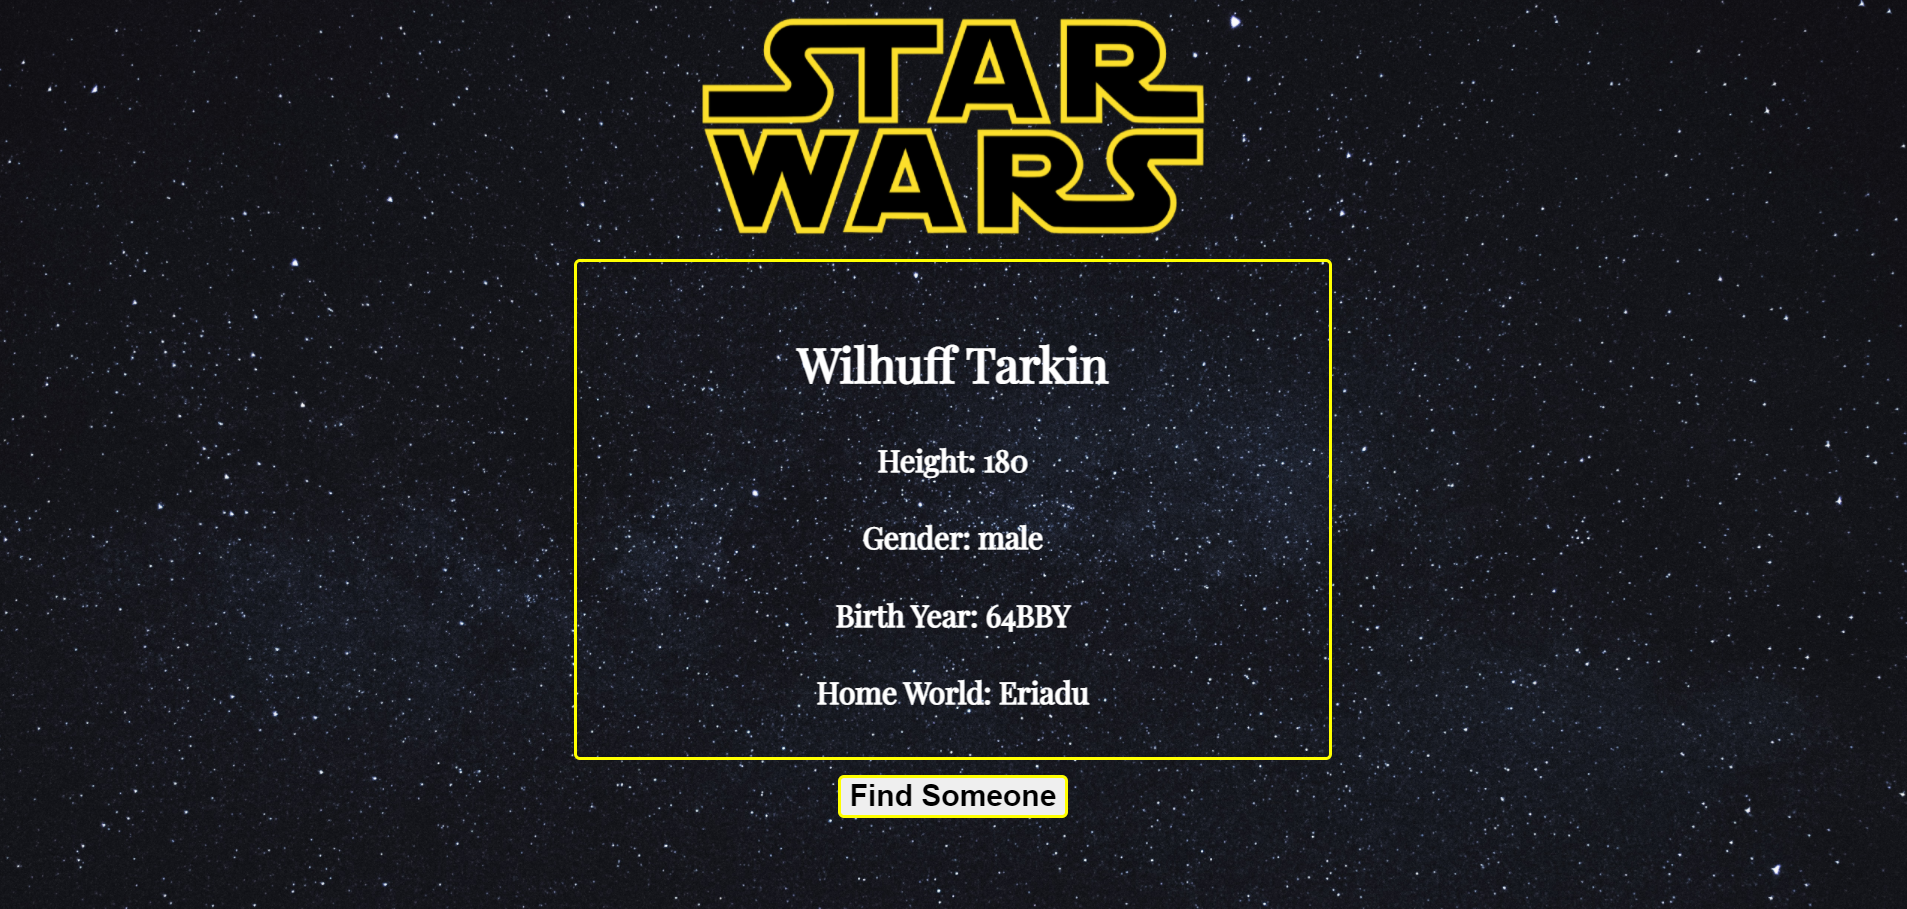 STAR
WARS
Wilhuff Tarkin
Height: 180
Gender: male
Birth Year: 64BBY
Home World: Eriadu
Find Someone